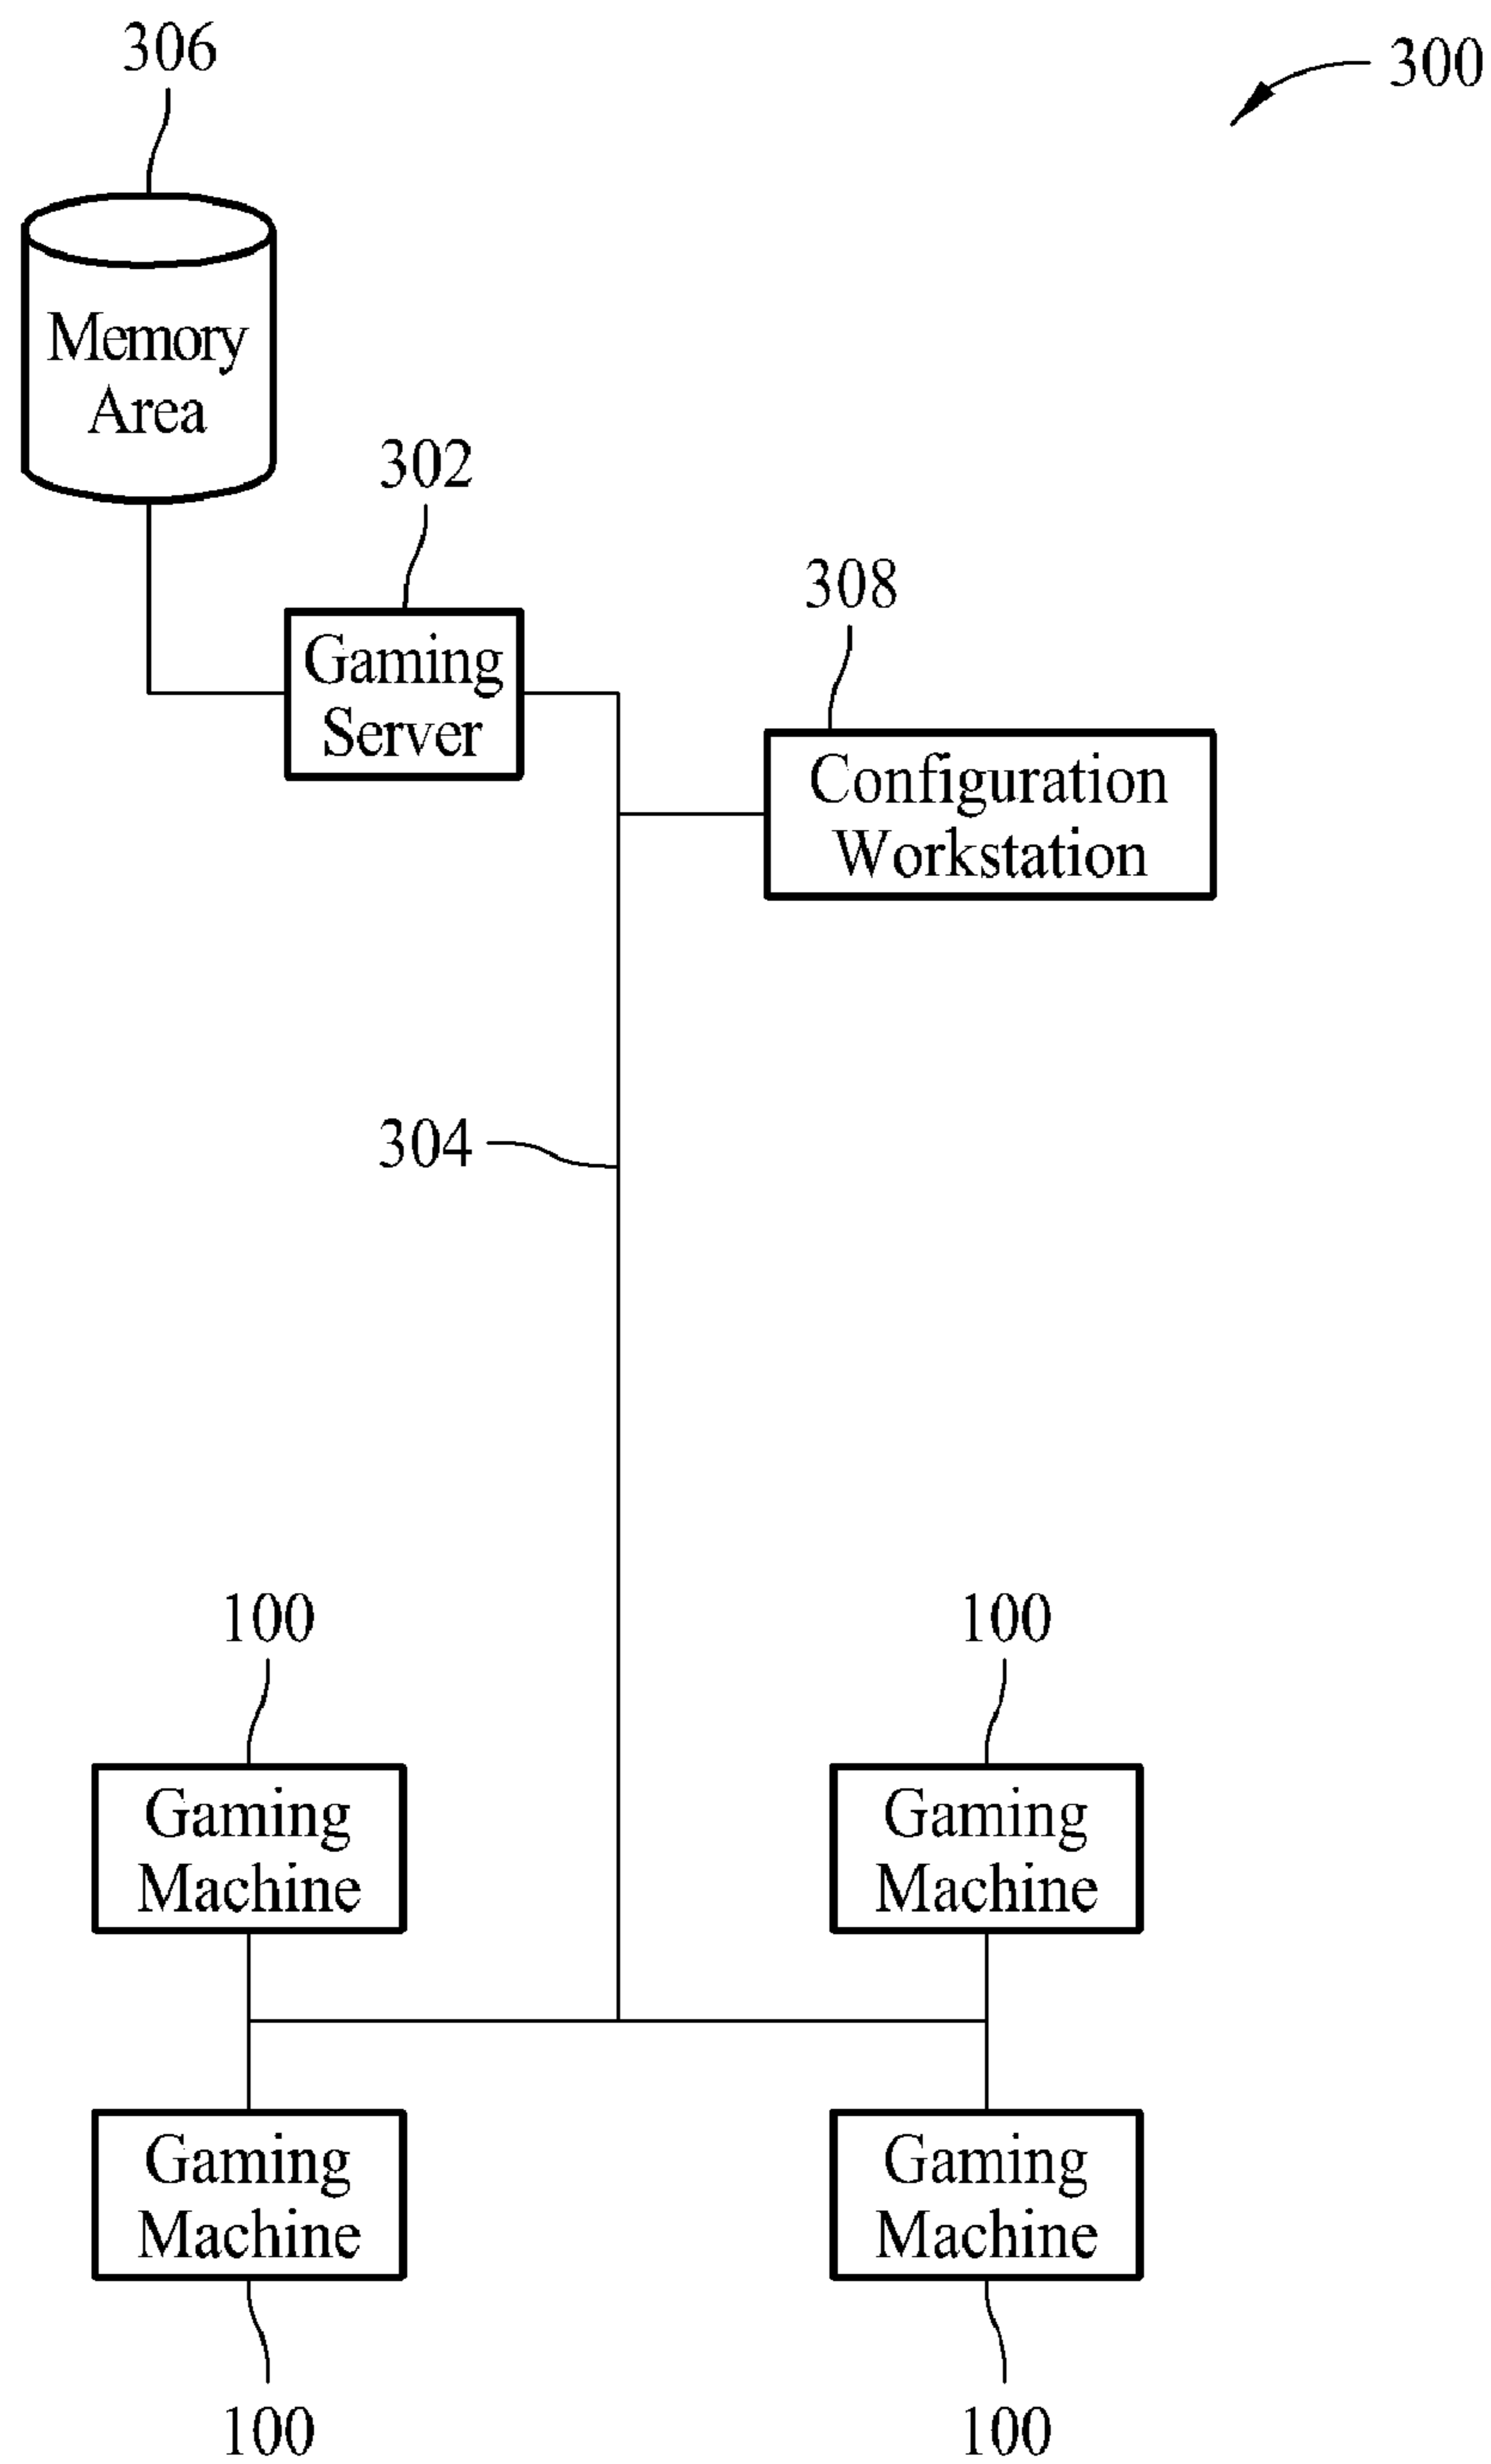 306
300
Memory
Area
302
Gaming
Server
308
Configuration
Workstation
304
100
100
Gaming
Machine
Gaming
Machine
Gaming
Machine
Gaming
Machine
100
100